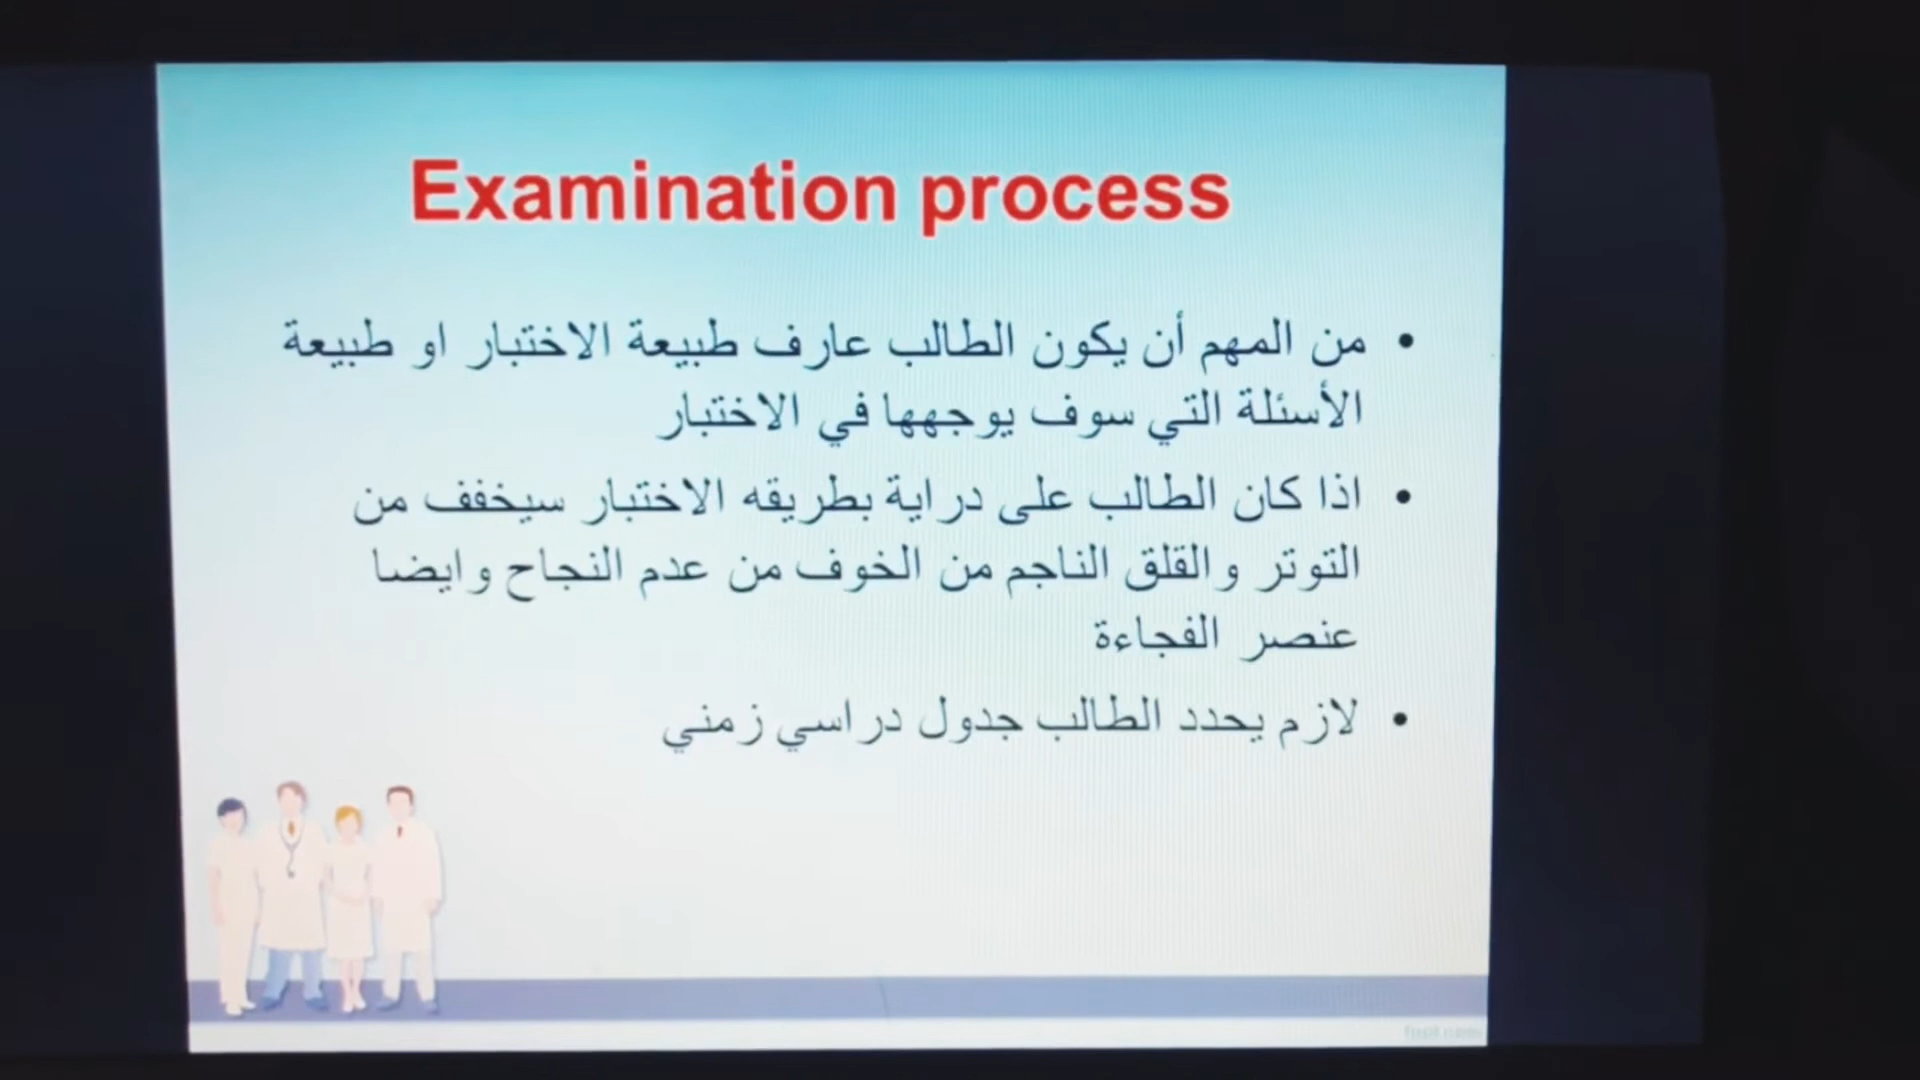 Examination process
• من المهم أن يكون الطالب عارف طبيعة الاختبار او طبيعة
الأسئلة التي سوف يوجهها في الاختبار
• اذا كان الطالب على دراية بطريقه الاختبار سيخفف من
التوتر والقلق الناجم من الخوف من عدم النجاح وايضا
عنصر الفجاءة
• لازم يحدد الطالب جدول دراسي زمني